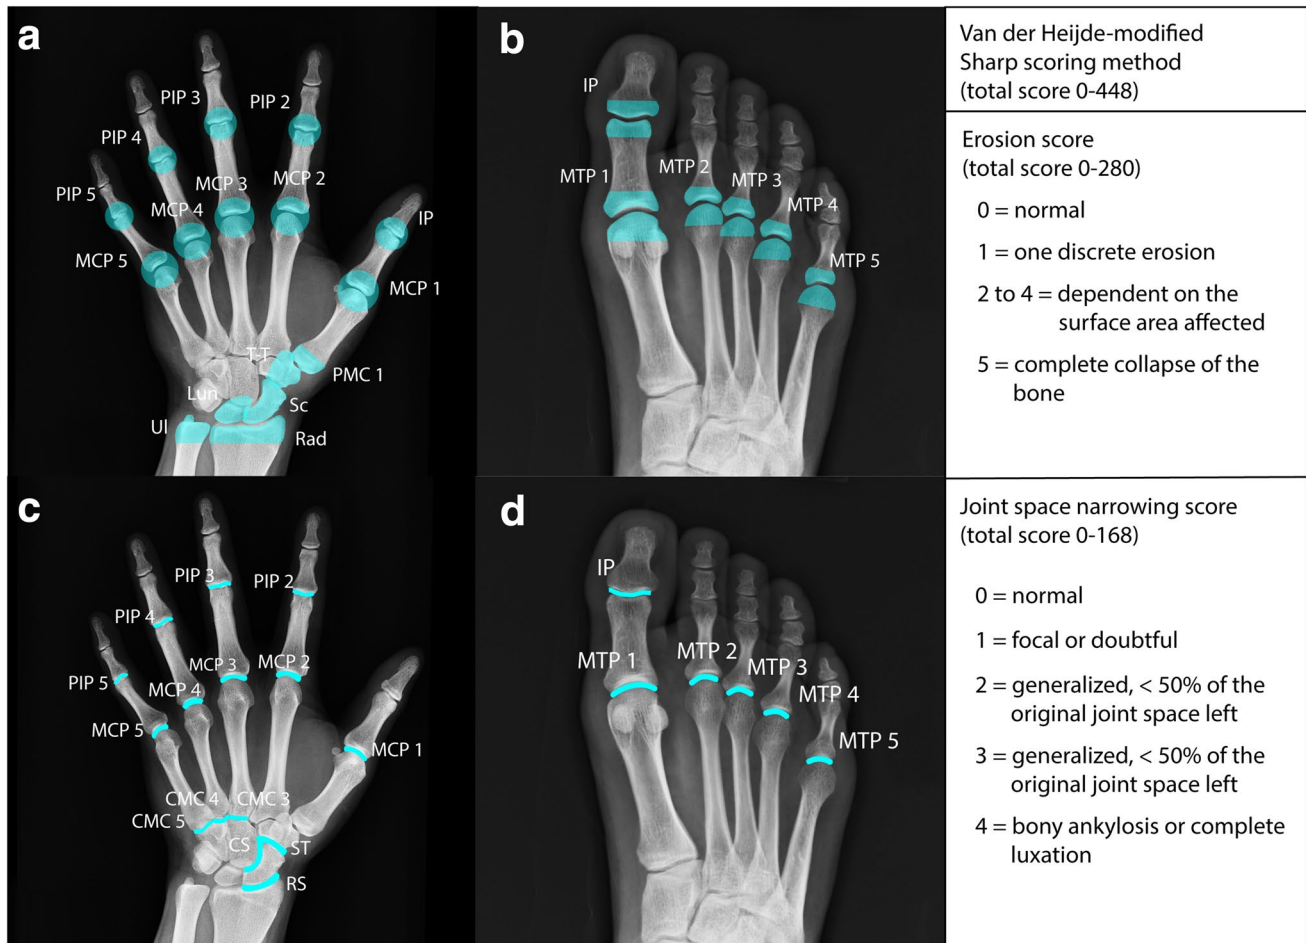 a
PIP 3
PIP 2
PIP 4
PIP 5
MCP 3
MCP 2
MCP 4
IP
MCP 5
MCP 1
T-T
PMC 1
Lun
Sc
Ul
Rad
b
IP
MTP 1
MTP 2
MTP 3
MTP 4
MTP 5
Van der Heijde-modified
Sharp scoring method
(total score 0-448)
Erosion score
(total score 0-280)
0 = normal
1 = one discrete erosion
2 to 4 = dependent on the
surface area affected
5 = complete collapse of the
bone
c
PIP 3
PIP 2
PIP 4
PIP 5
MCP 3
MCP 2
MCP 4
MCP 5
MCP 1
CMC 4
CMC 3
CMC 5
CS
ST
RS
d
IP
MTP 1
MTP 2
MTP 3
MTP 4
MTP 5
Joint space narrowing score
(total score 0-168)
0 = normal
1 = focal or doubtful
2 = generalized, < 50% of the
original joint space left
3 = generalized, < 50% of the
original joint space left
4 = bony ankylosis or complete
luxation